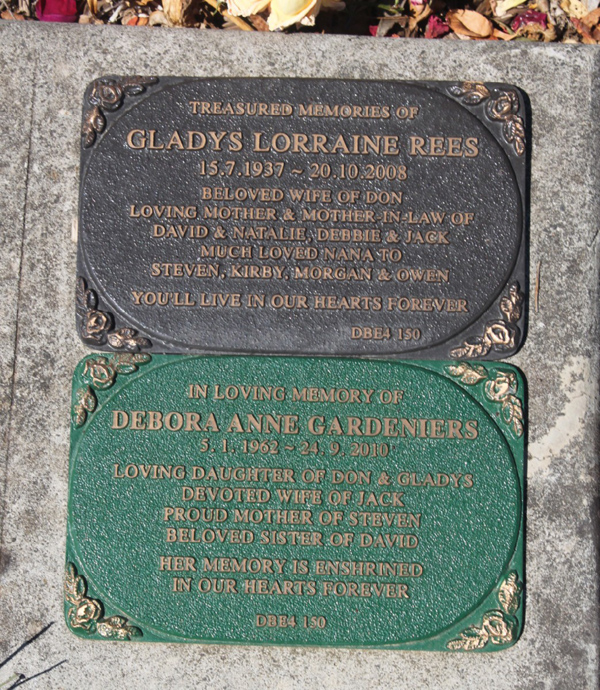 TREASURED MEMORIES OF
GLADYS LORRAINE REES
15.7.1937 ~ 20.10.2008
BELOVED WIFE OF DON
LOVING MOTHER & MOTHER-IN-LAW OF
DAVID & NATALIE, DEBBIE & JACK
MUCH LOVED NANA TO
STEVEN, KIRBY, MORGAN & OWEN
YOU'LL LIVE IN OUR HEARTS FOREVER
DBE4 150
IN LOVING MEMORY OF
DEBORA ANNE GARDENIERS
5. 1. 1962 ~ 24. 9. 2010
LOVING DAUGHTER OF DON & GLADYS
DEVOTED WIFE OF JACK
PROUD MOTHER OF STEVEN
BELOVED SISTER OF DAVID
HER MEMORY IS ENSHRINED
IN OUR HEARTS FOREVER
DBE4 150